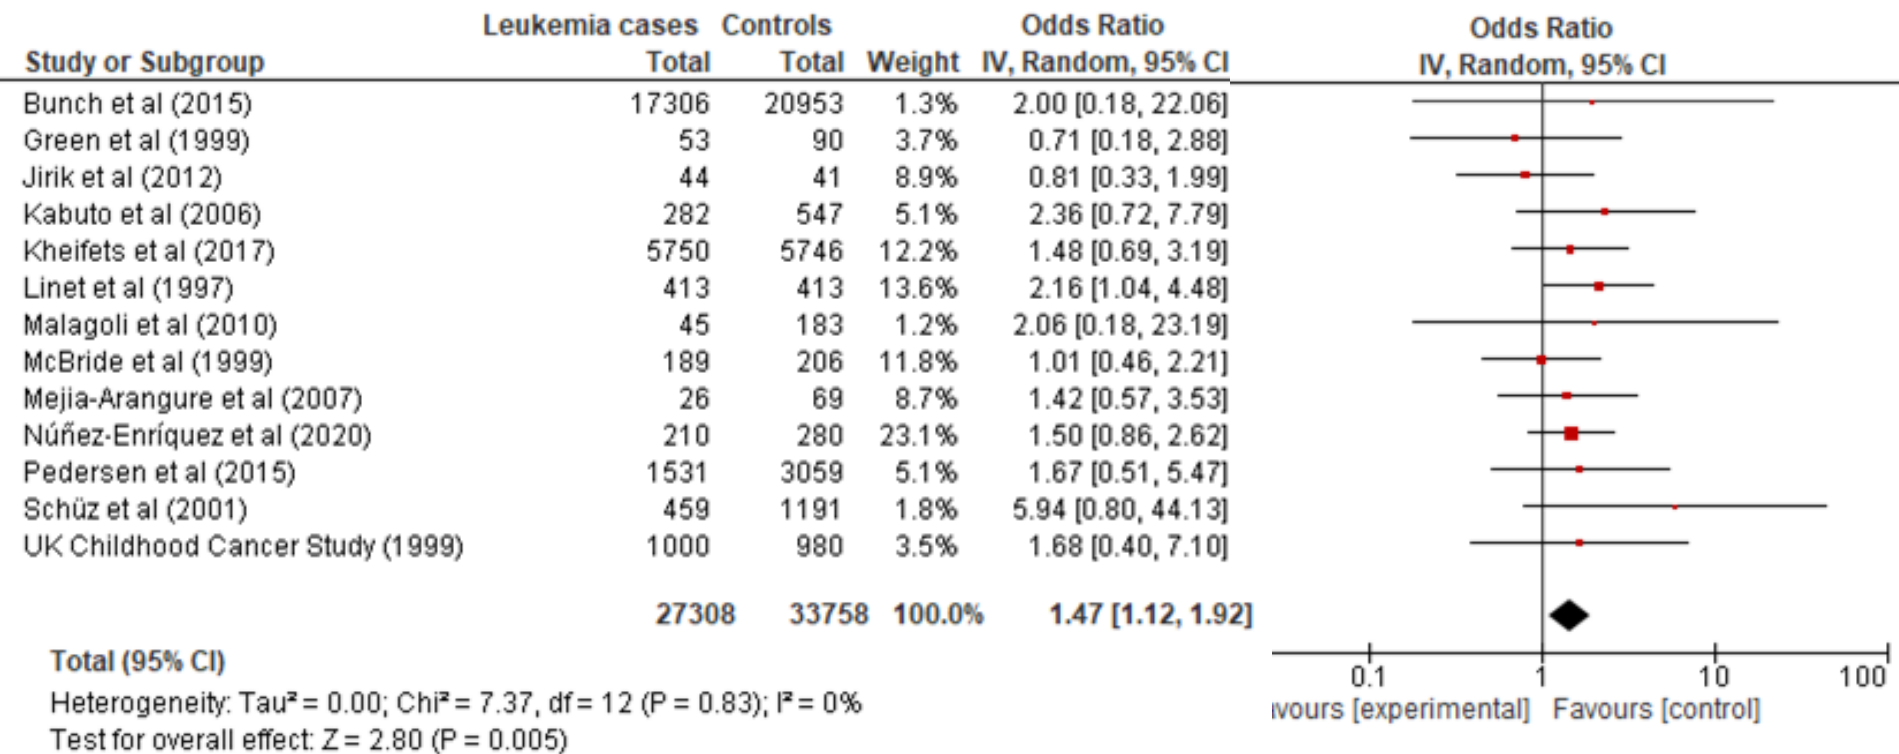 Leukemia cases Controls Odds Ratio Odds Ratio
Study or Subgroup Total Total Weight IV, Random, 95% CI IV, Random, 95% CI
Bunch et al (2015) 17306 20953 1.3% 2.00 [0.18, 22.06]
Green et al (1999) 53 90 3.7% 0.71 [0.18, 2.88]
Jirik et al (2012) 44 41 8.9% 0.81 [0.33, 1.99]
Kabuto et al (2006) 282 547 5.1% 2.36 [0.72, 7.79]
Kheifets et al (2017) 5750 5746 12.2% 1.48 [0.69, 3.19]
Linet et al (1997) 413 413 13.6% 2.16 [1.04, 4.48]
Malagoli et al (2010) 45 183 1.2% 2.06 [0.18, 23.19]
McBride et al (1999) 189 206 11.8% 1.01 [0.46, 2.21]
Mejia-Arangure et al (2007) 26 69 8.7% 1.42 [0.57, 3.53]
Núñez-Enríquez et al (2020) 210 280 23.1% 1.50 [0.86, 2.62]
Pedersen et al (2015) 1531 3059 5.1% 1.67 [0.51, 5.47]
Schüz et al (2001) 459 1191 1.8% 5.94 [0.80, 44.13]
UK Childhood Cancer Study (1999) 1000 980 3.5% 1.68 [0.40, 7.10]
27308 33758 100.0% 1.47 [1.12, 1.92]
Total (95% CI)
0.1 1 10 100
Heterogeneity: Tau² = 0.00; Chi² = 7.37, df = 12 (P = 0.83); I² = 0%
vours [experimental] Favours [control]
Test for overall effect: Z = 2.80 (P = 0.005)